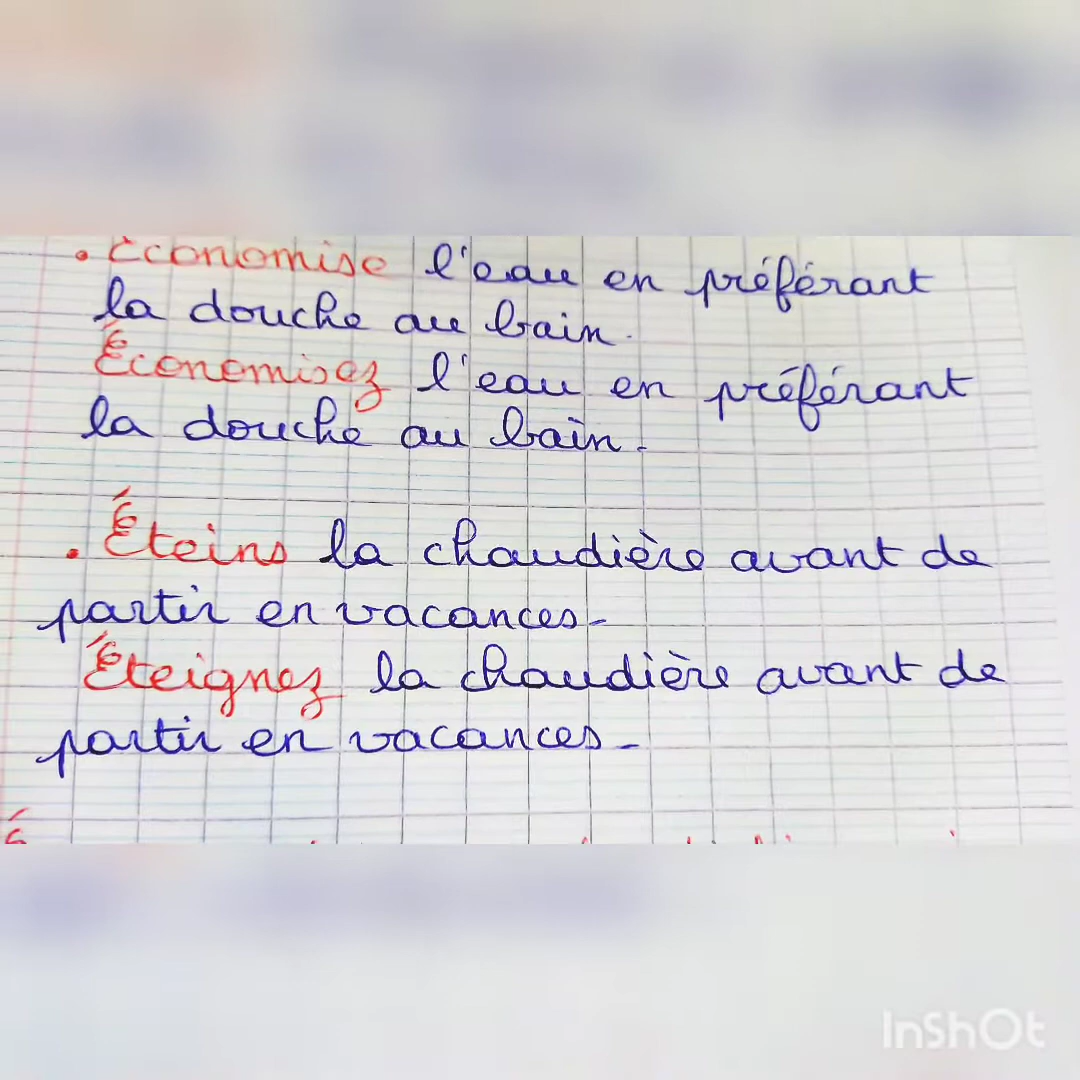 . Économise l'eau en préférant
la douche au bain.
Économisez l'eau en préférant
la douche au bain.
. Éteins la chaudière avant de
partir en vacances.
Éteignez la chaudière avant de
partir en vacances.
InShOt